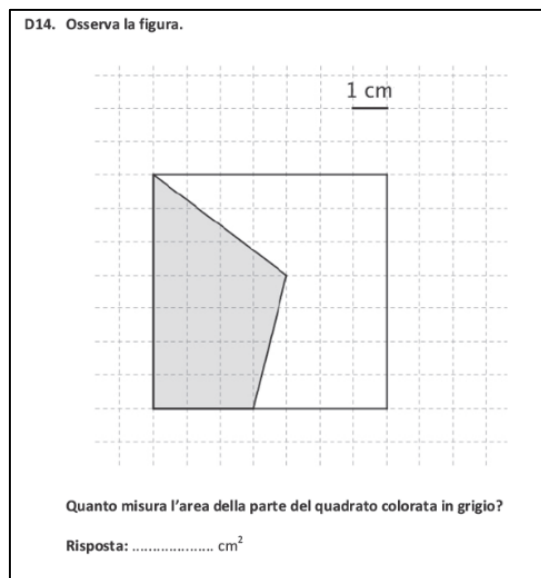 D14. Osserva la figura.
1 cm
Quanto misura l'area della parte del quadrato colorata in grigio?
Risposta: .................... cm²